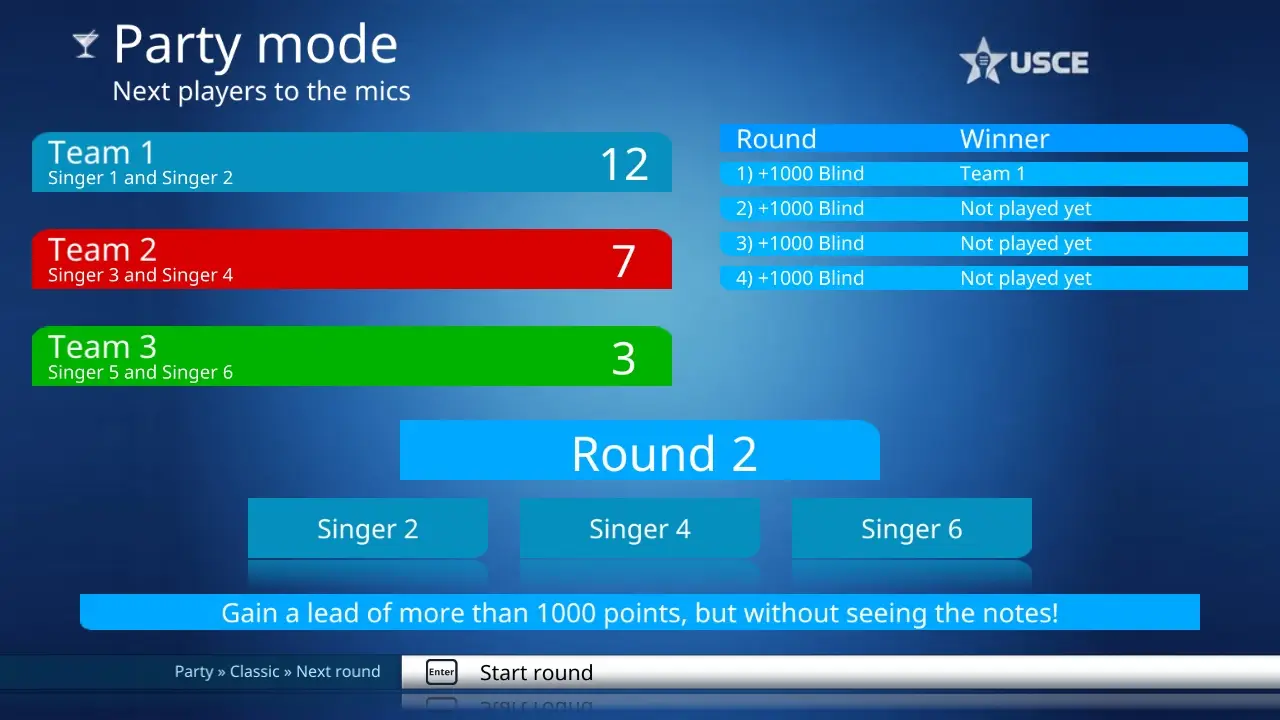 Party mode
Next players to the mics
USCE
Team 1
Singer 1 and Singer 2
12
Team 2
Singer 3 and Singer 4
7
Team 3
Singer 5 and Singer 6
3
Round Winner
1) +1000 Blind Team 1
2) +1000 Blind Not played yet
3) +1000 Blind Not played yet
4) +1000 Blind Not played yet
Round 2
Singer 2 Singer 4 Singer 6
Gain a lead of more than 1000 points, but without seeing the notes!
Party » Classic » Next round
Enter Start round